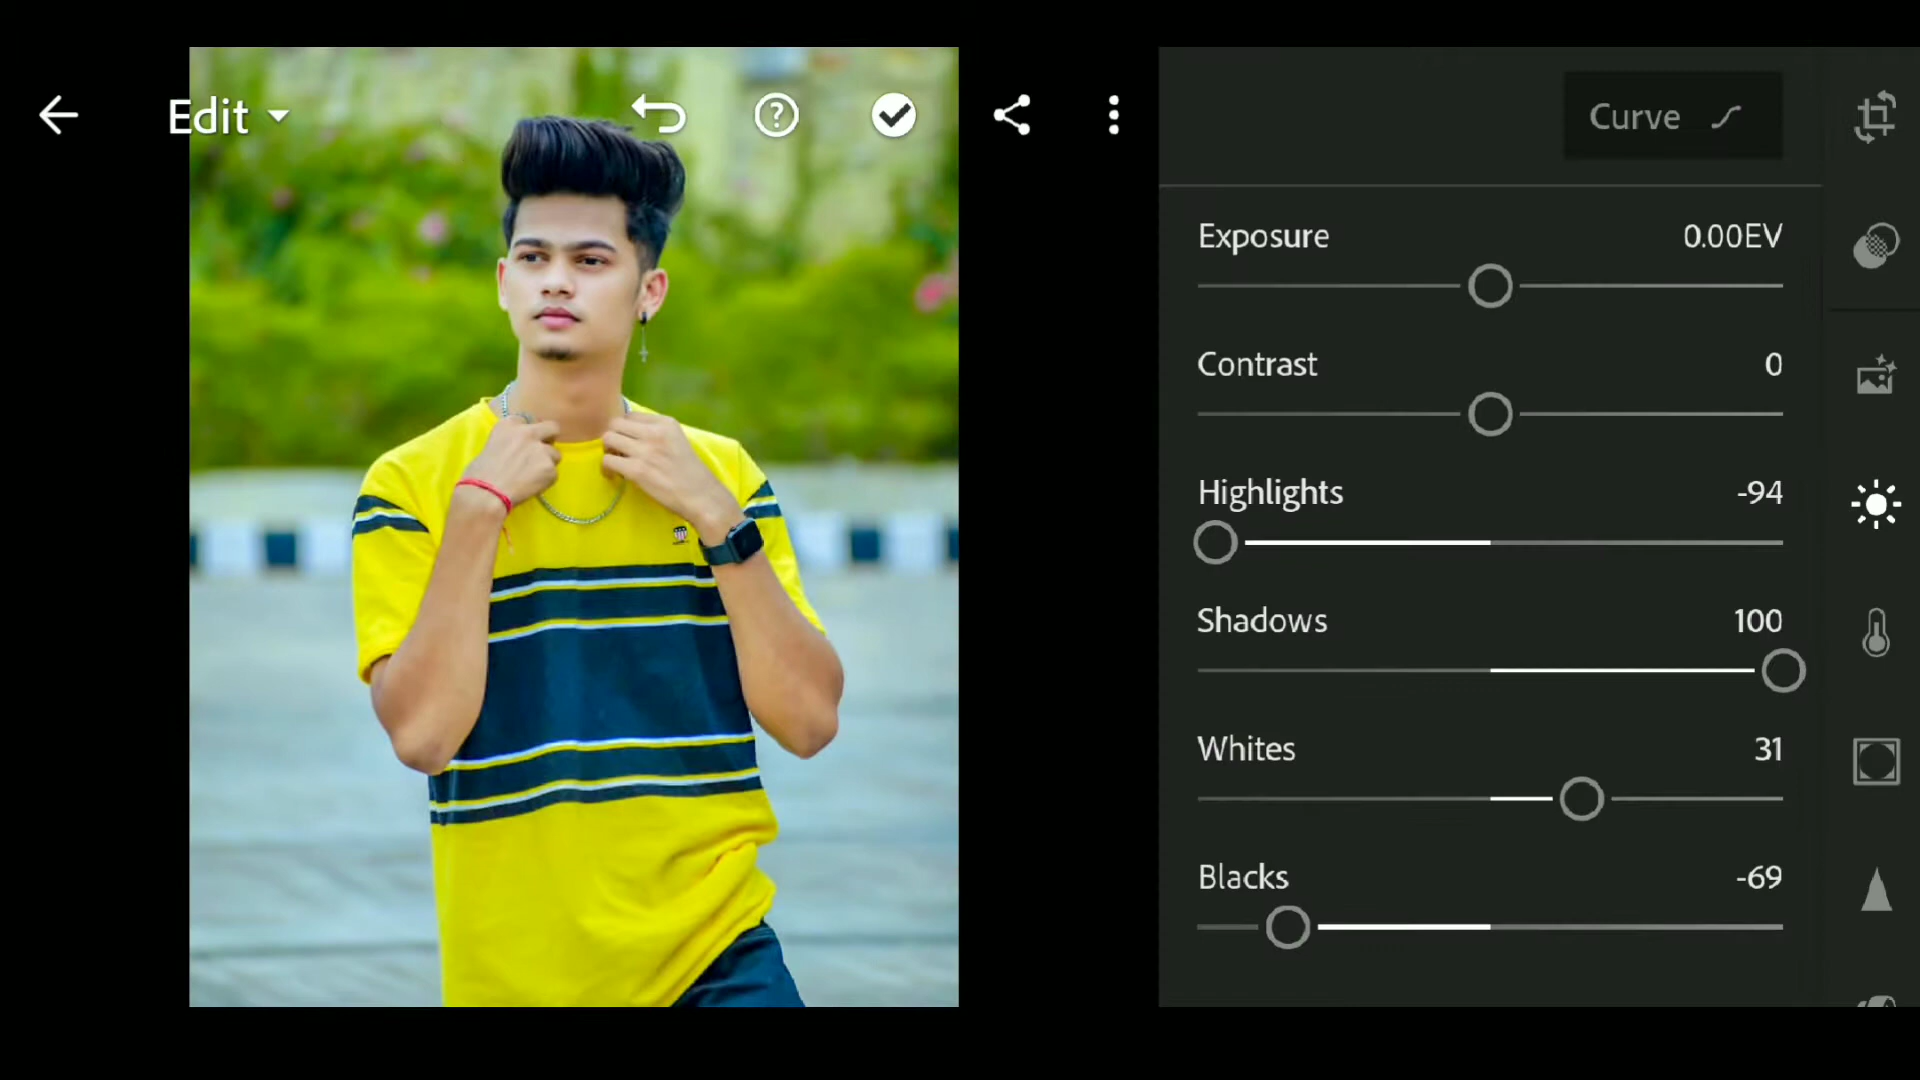 Edit
Curve
Exposure 0.00EV
Contrast 0
Highlights -94
Shadows 100
Whites 31
Blacks -69